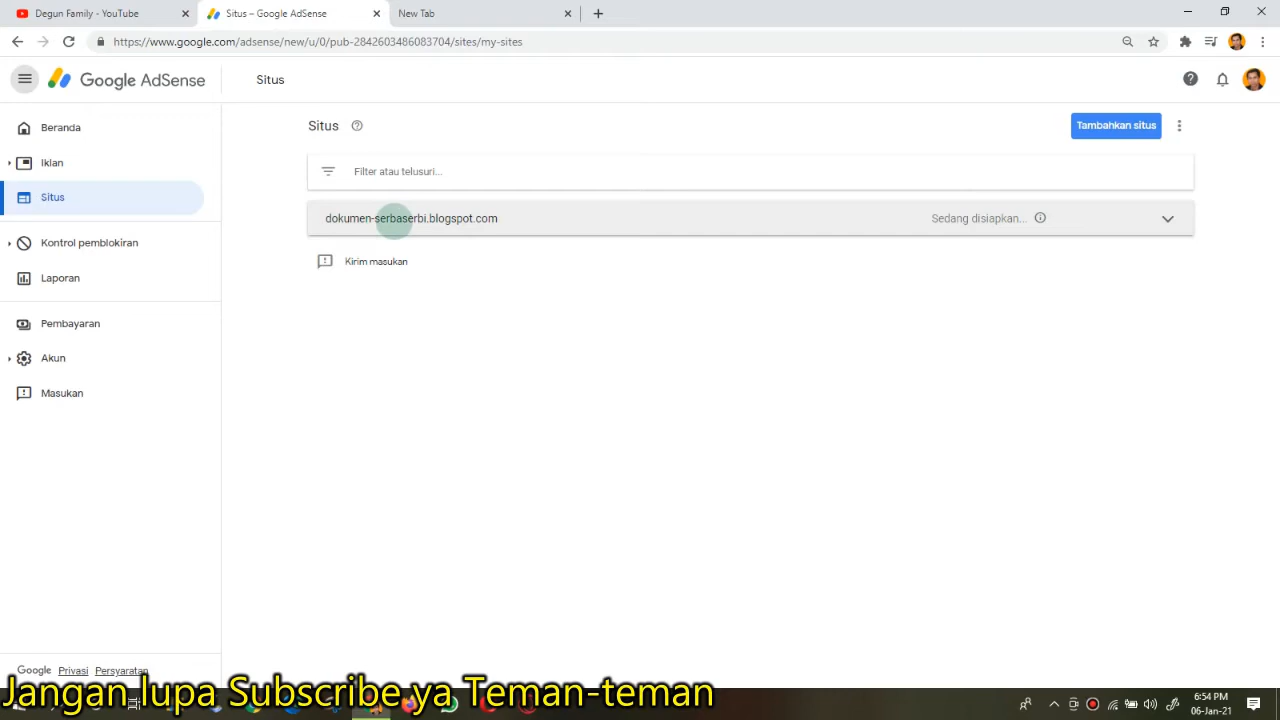 Degun Family - YouTube
Situs – Google AdSense
New Tab
https://www.google.com/adsense/new/u/0/pub-2842603486083704/sites/my-sites
Google AdSense
Situs
Beranda
Iklan
Situs
Kontrol pemblokiran
Laporan
Pembayaran
Akun
Masukan
Situs
Tambahkan situs
Filter atau telusuri...
dokumen-serbaserbi.blogspot.com
Sedang disiapkan...
Kirim masukan
Google Privasi Persyaratan
Jangan lupa Subscribe ya Teman-teman
6:54 PM
06-Jan-21